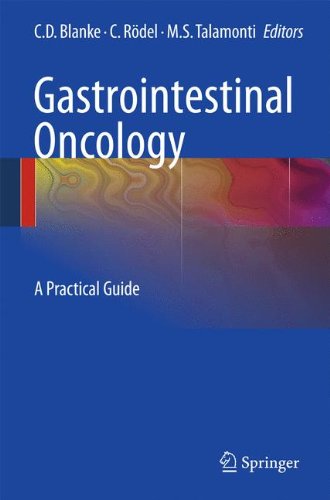 C.D. Blanke · C. Rödel · M.S. Talamonti Editors
Gastrointestinal
Oncology
A Practical Guide
Springer